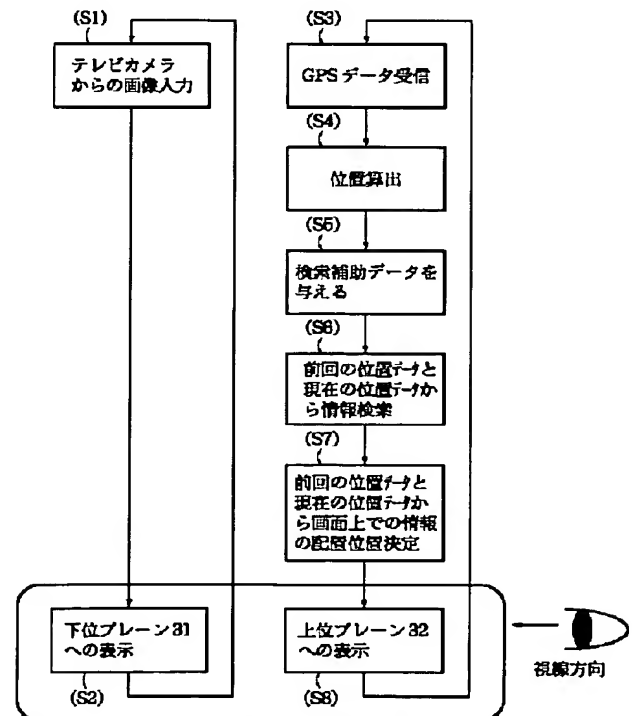 (S1)
テレビカメラ
からの画像入力
(S3)
GPSデータ受信
(S4)
位置算出
(S5)
検索補助データを
与える
(S6)
前回の位置データと
現在の位置データか
ら情報検索
(S7)
前回の位置データと
現在の位置データか
ら画面上での情報
の配置位置決定
下位プレーン31
への表示
(S2)
上位プレーン32
への表示
(S8)
視線方向